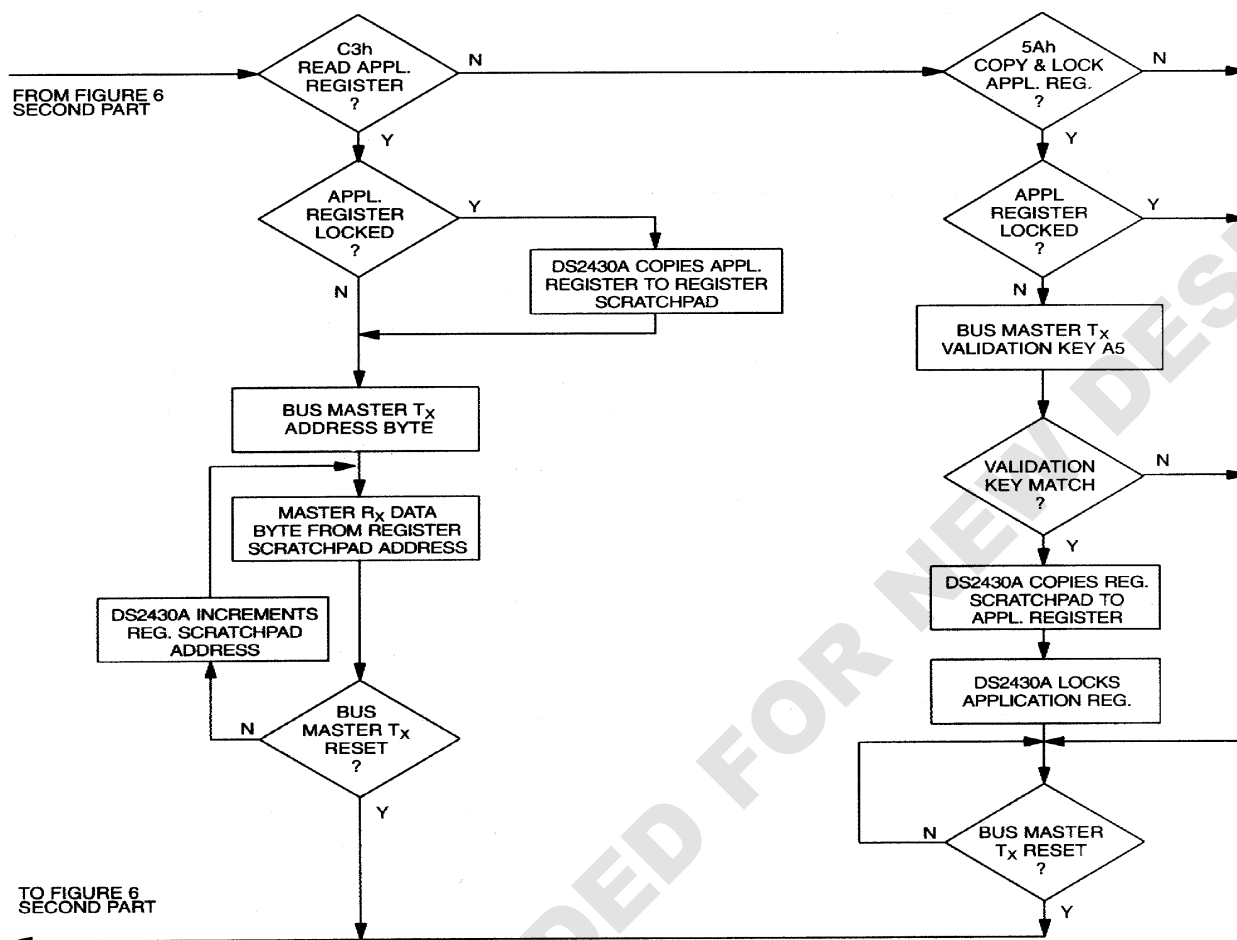 C3h
READ APPL.
REGISTER
?
N
Y
FROM FIGURE 6
SECOND PART
5Ah
COPY & LOCK
APPL. REG.
?
N
Y
APPL.
REGISTER
LOCKED
?
Y
N
DS2430A COPIES APPL.
REGISTER TO REGISTER
SCRATCHPAD
BUS MASTER TX
ADDRESS BYTE
MASTER RX DATA
BYTE FROM REGISTER
SCRATCHPAD ADDRESS
DS2430A INCREMENTS
REG. SCRATCHPAD
ADDRESS
BUS
MASTER TX
RESET
?
N
Y
APPL
REGISTER
LOCKED
?
Y
N
BUS MASTER TX
VALIDATION KEY A5
VALIDATION
KEY MATCH
?
N
Y
DS2430A COPIES REG.
SCRATCHPAD TO
APPL. REGISTER
DS2430A LOCKS
APPLICATION REG.
BUS MASTER
TX RESET
?
N
Y
TO FIGURE 6
SECOND PART
DED FOR NEW DESI